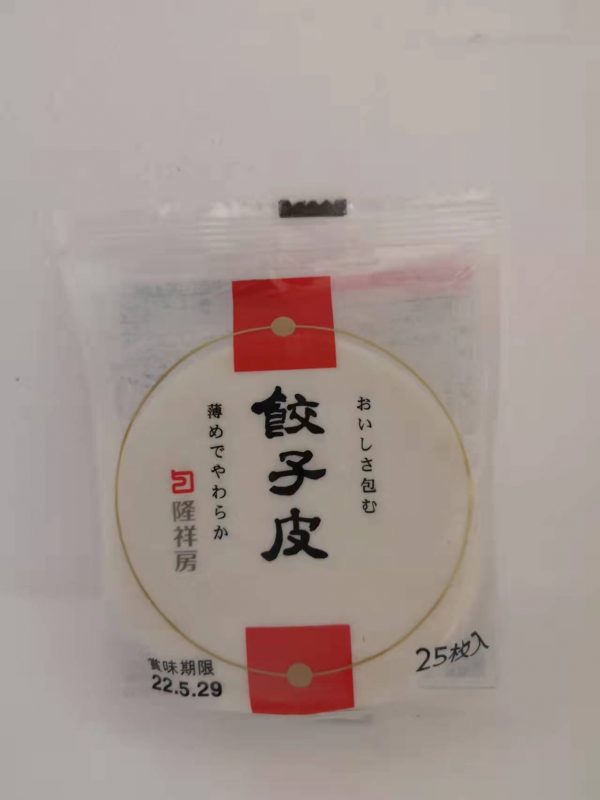 おいしさ包む
餃子皮
薄めでやわらか
隆祥房
賞味期限
22.5.29
25枚入